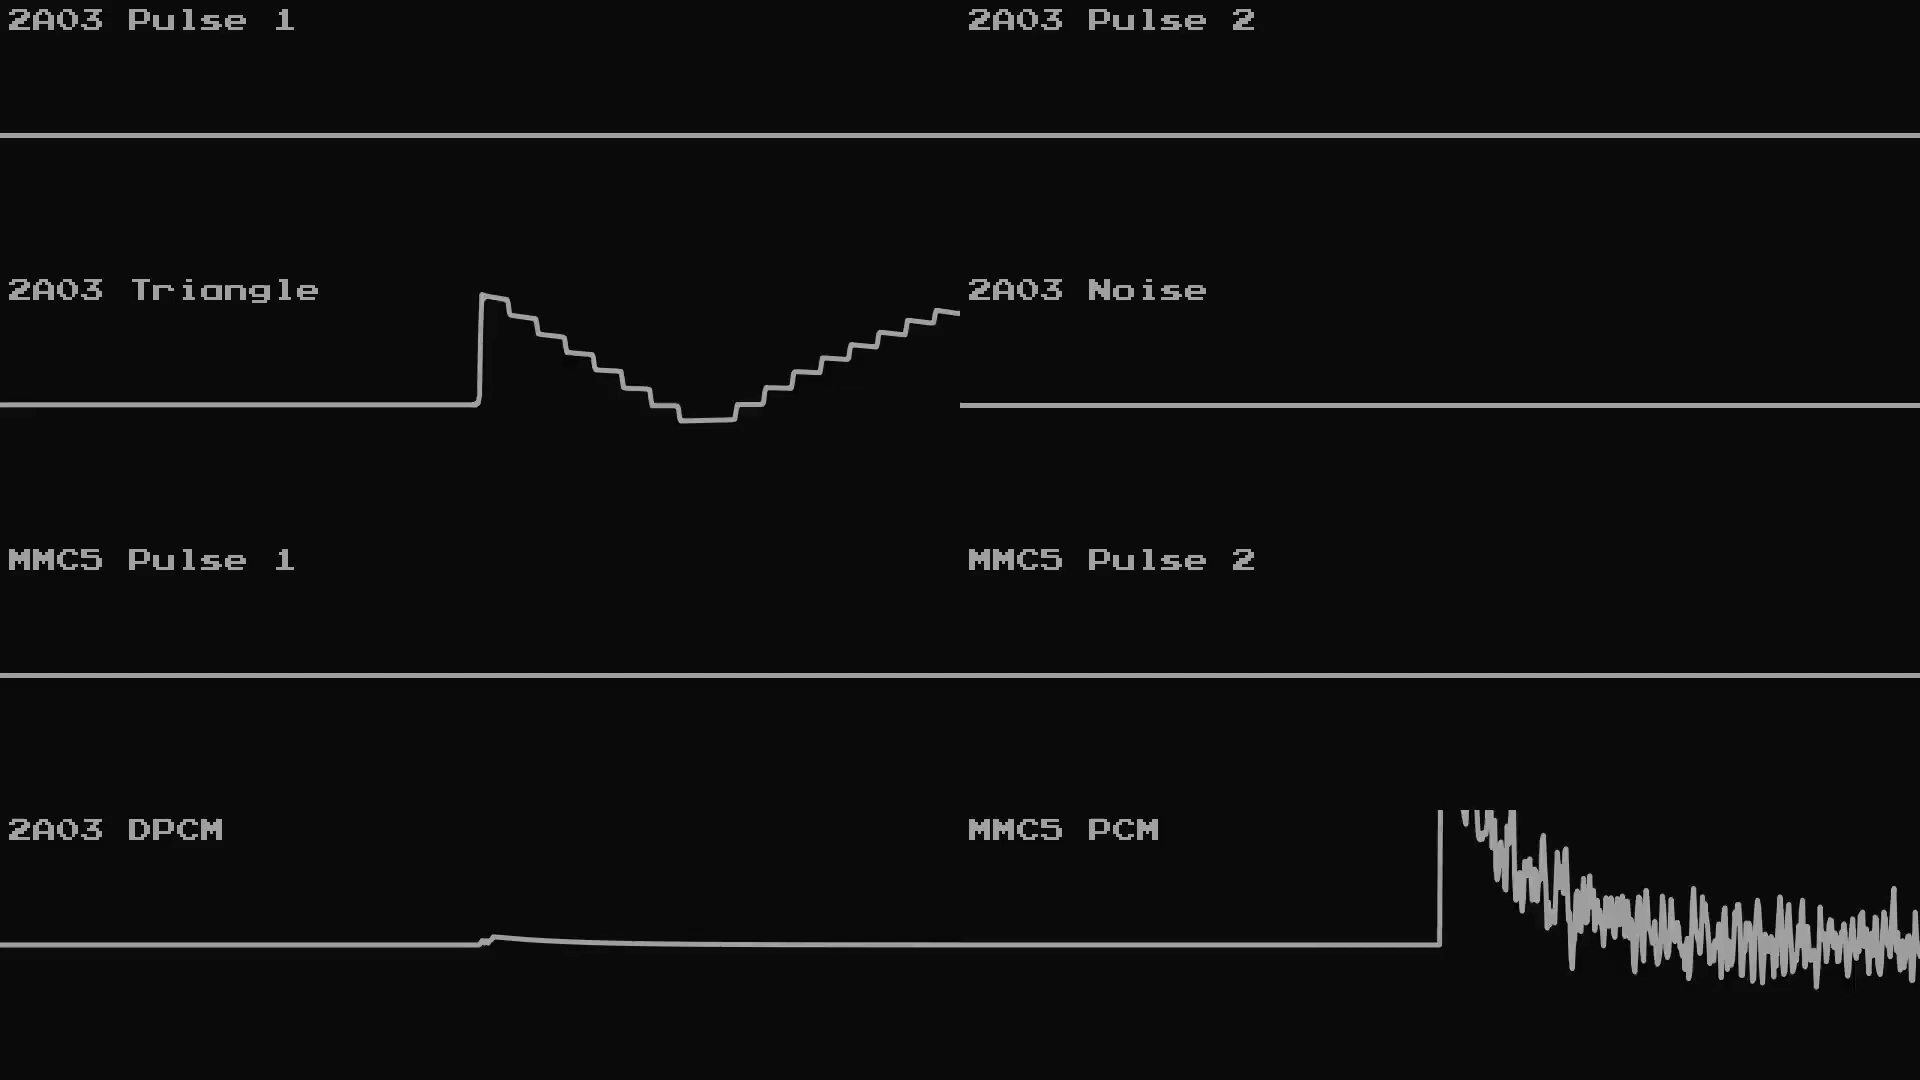 2A03 Pulse 1
2A03 Pulse 2
2A03 Triangle
2A03 Noise
MMC5 Pulse 1
MMC5 Pulse 2
2A03 DPCM
MMC5 PCM